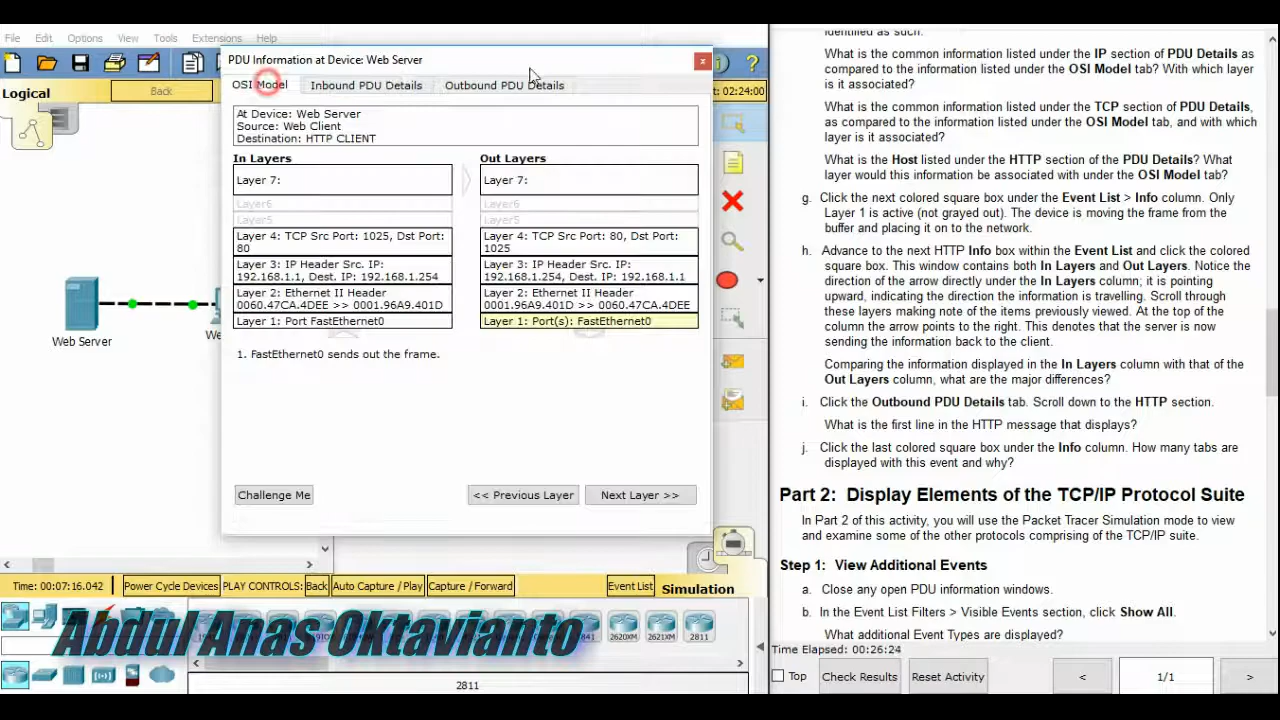 File Edit Options View Tools Extensions Help
Logical
Back
t: 02:24:00
PDU Information at Device: Web Server
OSI Model
Inbound PDU Details
Outbound PDU Details
At Device: Web Server
Source: Web Client
Destination: HTTP CLIENT
In Layers
Layer 7:
Layer6
Layer5
Layer 4: TCP Src Port: 1025, Dst Port:
80
Layer 3: IP Header Src. IP:
192.168.1.1, Dest. IP: 192.168.1.254
Layer 2: Ethernet II Header
0060.47CA.4DEE >> 0001.96A9.401D
Layer 1: Port FastEthernet0
Out Layers
Layer 7:
Layer6
Layer5
Layer 4: TCP Src Port: 80, Dst Port:
1025
Layer 3: IP Header Src. IP:
192.168.1.254, Dest. IP: 192.168.1.1
Layer 2: Ethernet II Header
0001.96A9.401D >> 0060.47CA.4DEE
Layer 1: Port(s): FastEthernet0
1. FastEthernet0 sends out the frame.
Challenge Me
<< Previous Layer
Next Layer >>
Web Server
We
Time: 00:07:16.042
Power Cycle Devices
PLAY CONTROLS:
Back
Auto Capture / Play
Capture / Forward
Event List
Simulation
2620XM
2621XM
2811
Abdul Anas Oktavianto
2811
identified as such.
What is the common information listed under the IP section of PDU Details as
compared to the information listed under the OSI Model tab? With which layer
is it associated?
What is the common information listed under the TCP section of PDU Details,
as compared to the information listed under the OSI Model tab, and with which
layer is it associated?
What is the Host listed under the HTTP section of the PDU Details? What
layer would this information be associated with under the OSI Model tab?
g. Click the next colored square box under the Event List > Info column. Only
Layer 1 is active (not grayed out). The device is moving the frame from the
buffer and placing it on to the network.
h. Advance to the next HTTP Info box within the Event List and click the colored
square box. This window contains both In Layers and Out Layers. Notice the
direction of the arrow directly under the In Layers column; it is pointing
upward, indicating the direction the information is travelling. Scroll through
these layers making note of the items previously viewed. At the top of the
column the arrow points to the right. This denotes that the server is now
sending the information back to the client.
Comparing the information displayed in the In Layers column with that of the
Out Layers column, what are the major differences?
i. Click the Outbound PDU Details tab. Scroll down to the HTTP section.
What is the first line in the HTTP message that displays?
j. Click the last colored square box under the Info column. How many tabs are
displayed with this event and why?
Part 2: Display Elements of the TCP/IP Protocol Suite
In Part 2 of this activity, you will use the Packet Tracer Simulation mode to view
and examine some of the other protocols comprising of the TCP/IP suite.
Step 1: View Additional Events
a. Close any open PDU information windows.
b. In the Event List Filters > Visible Events section, click Show All.
What additional Event Types are displayed?
Time Elapsed: 00:26:24
Top
Check Results
Reset Activity
<
1/1
>